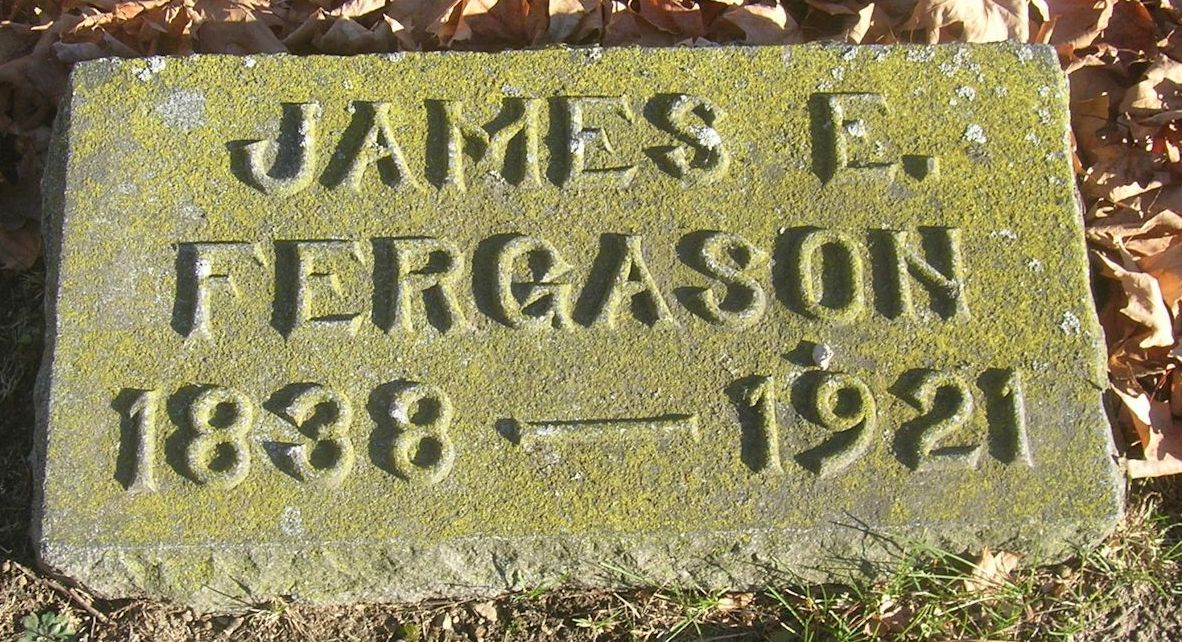 JAMES E.
FERGASON
1838 — 1921